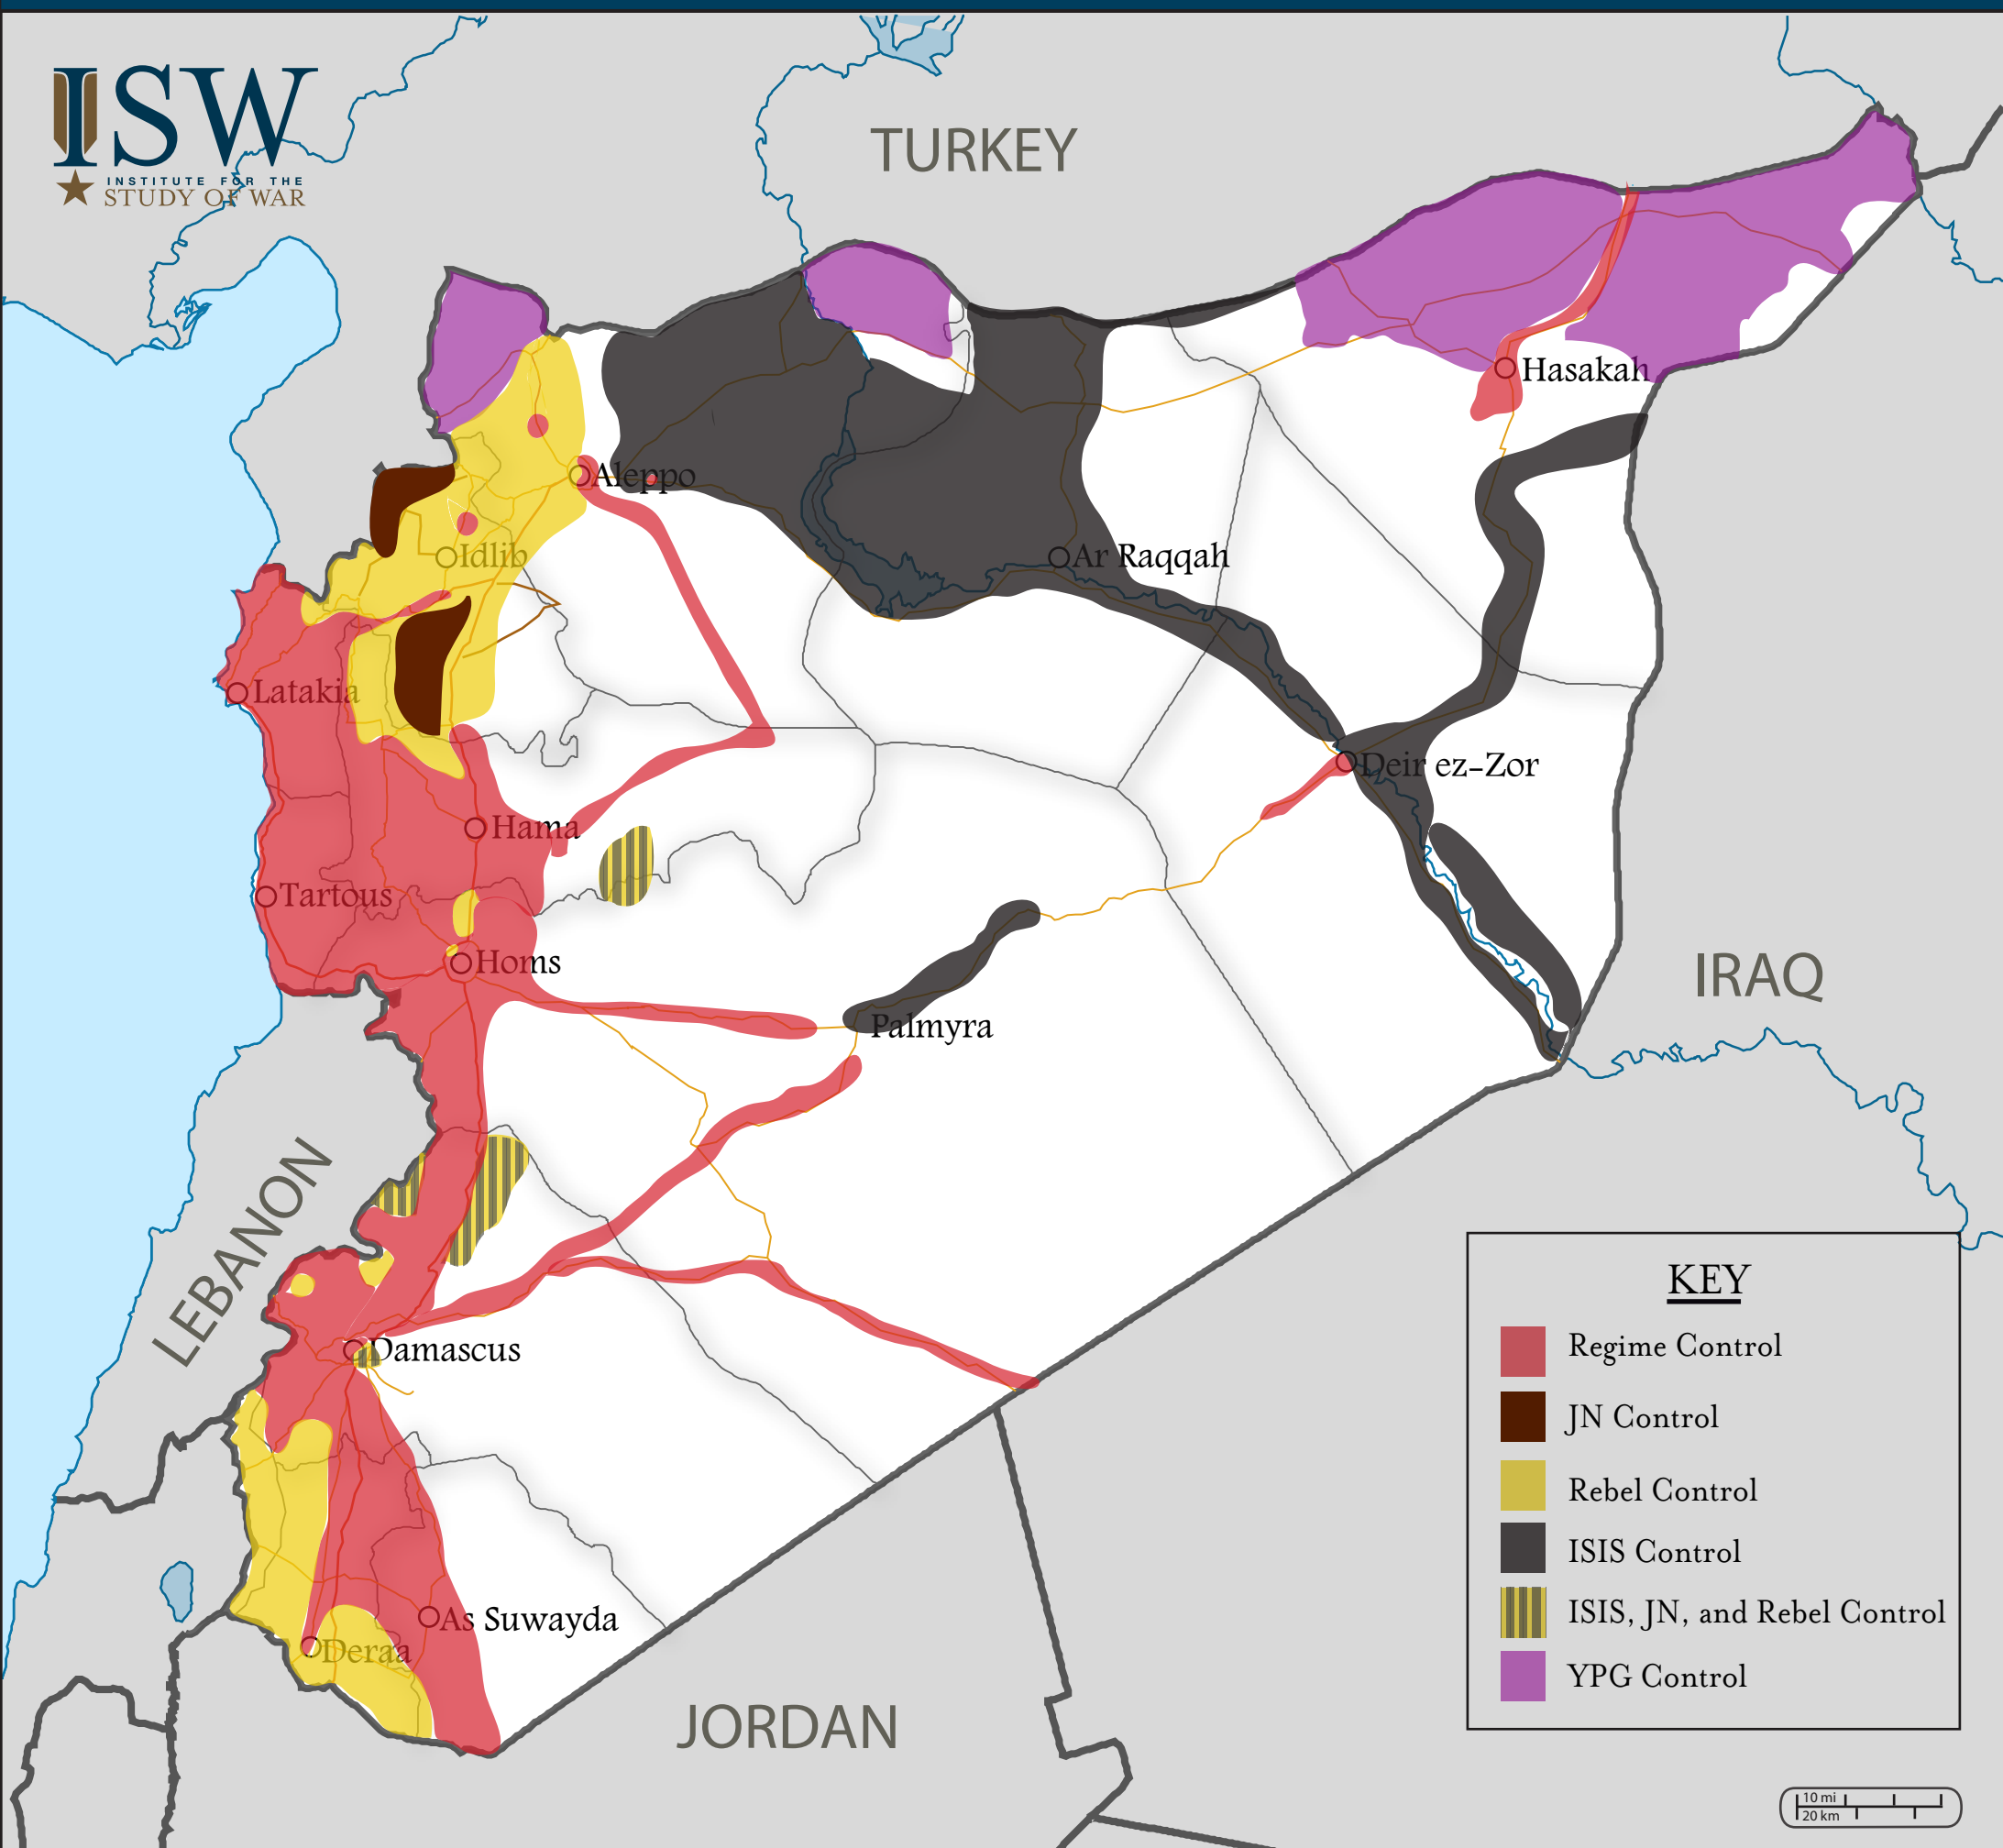 ISW
INSTITUTE FOR THE
STUDY OF WAR
TURKEY
Hasakah
Aleppo
Idlib
Ar Raqqah
Latakia
Deir ez-Zor
Hama
Tartous
Homs
IRAQ
Palmyra
LEBANON
Damascus
As Suwayda
Deraa
JORDAN
KEY
Regime Control
JN Control
Rebel Control
ISIS Control
ISIS, JN, and Rebel Control
YPG Control
10 mi
20 km